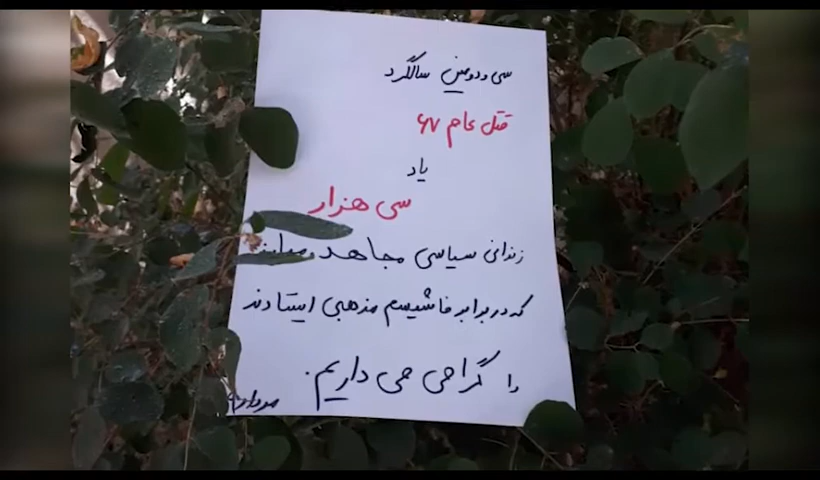 سی و دومین سالگرد
قتل عام ۶۷
یاد
سی هزار
زندانی سیاسی مجاهد
که در برابر فاشیسم مذهبی ایستادند
را گرامی می داریم.
مرداد